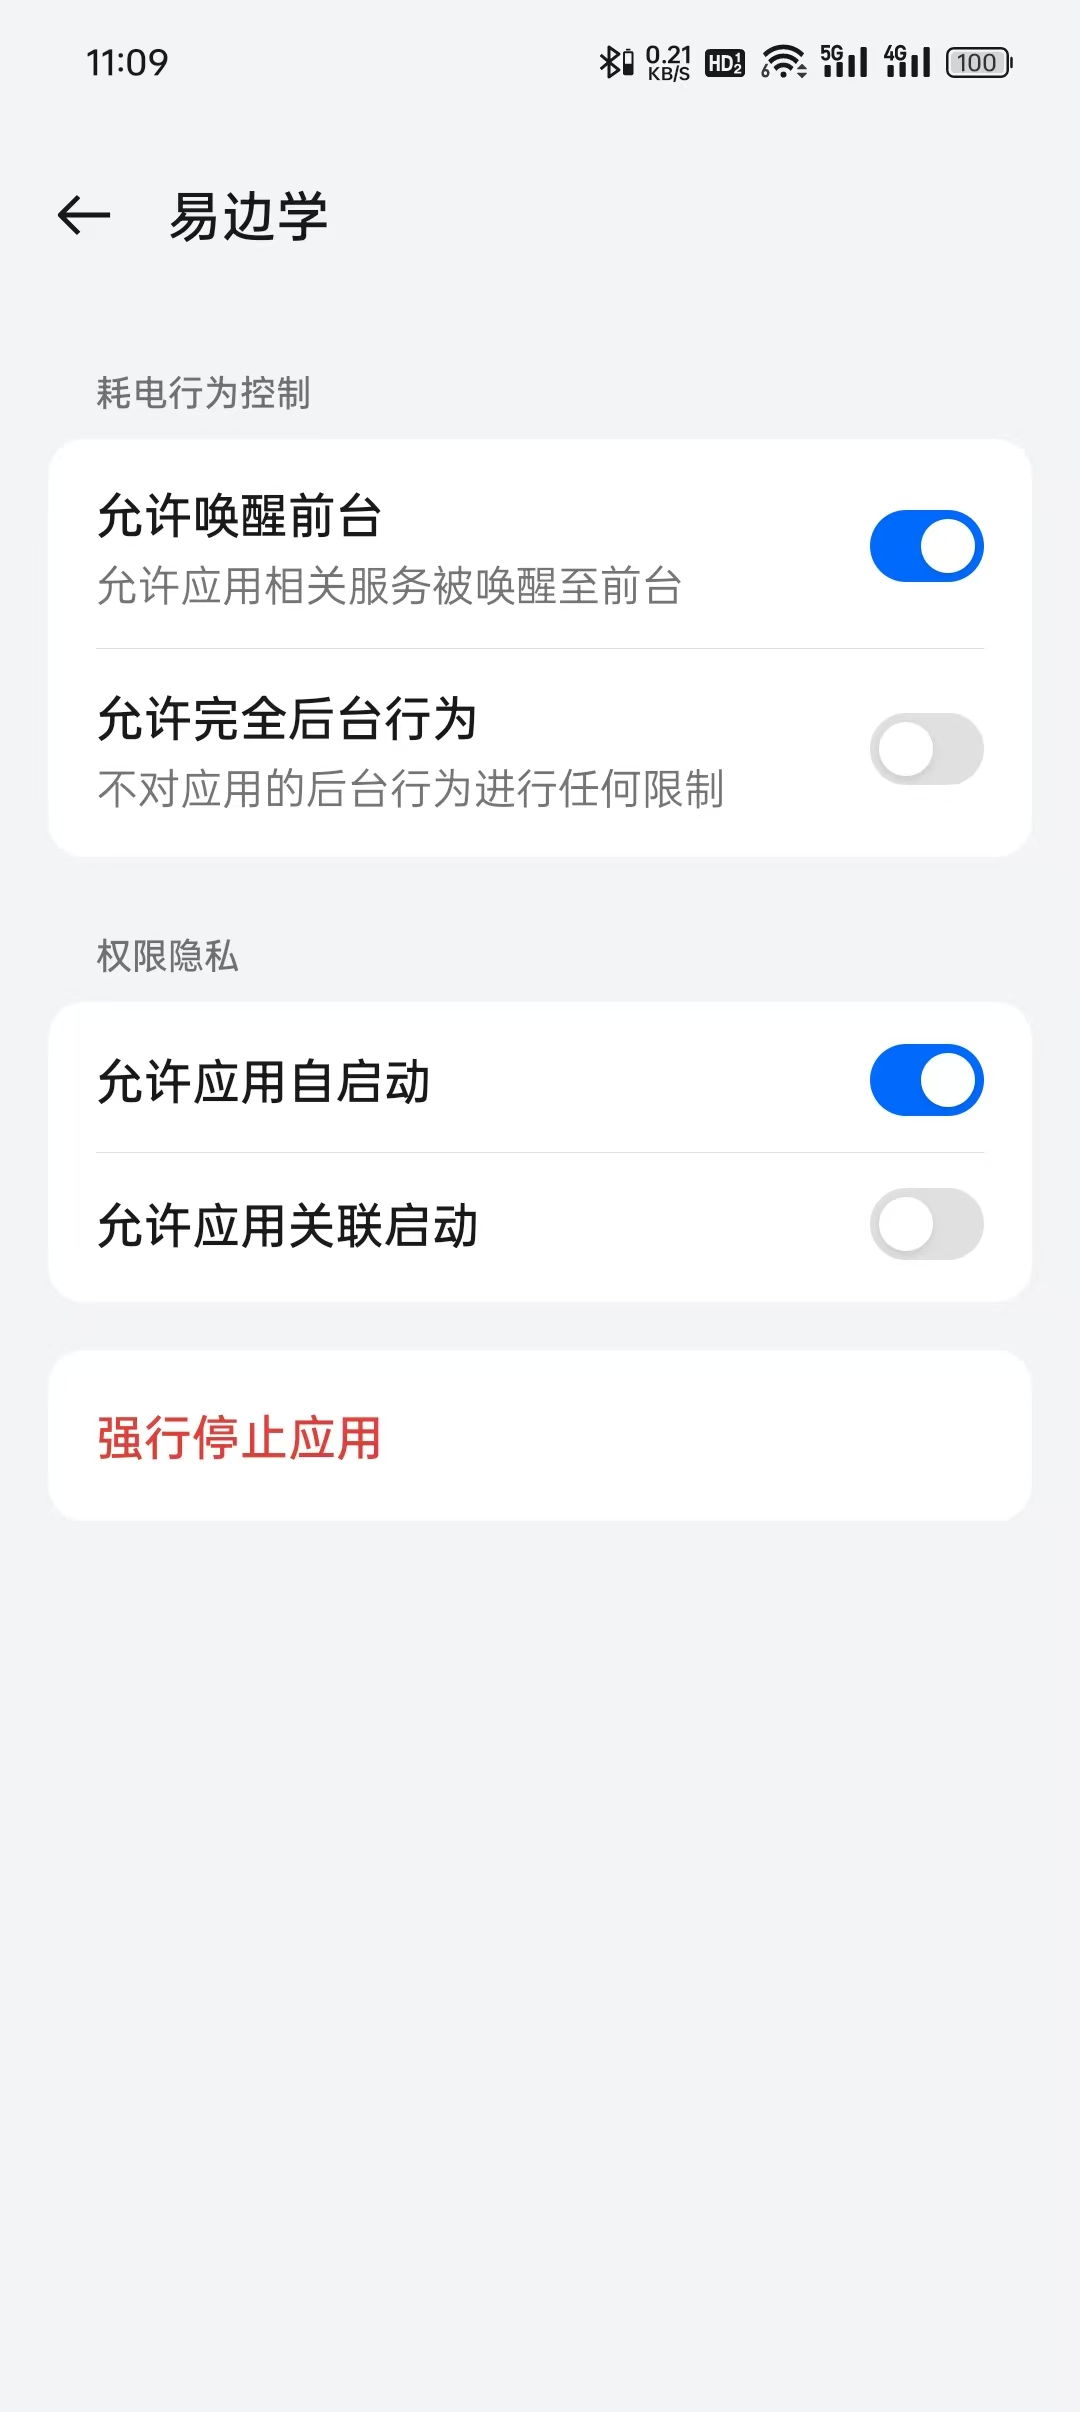 11:09
0.21 KB/S HD 1 2 6 5G 4G 100
易边学
耗电行为控制
允许唤醒前台
允许应用相关服务被唤醒至前台
允许完全后台行为
不对应用的后台行为进行任何限制
权限隐私
允许应用自启动
允许应用关联启动
强行停止应用